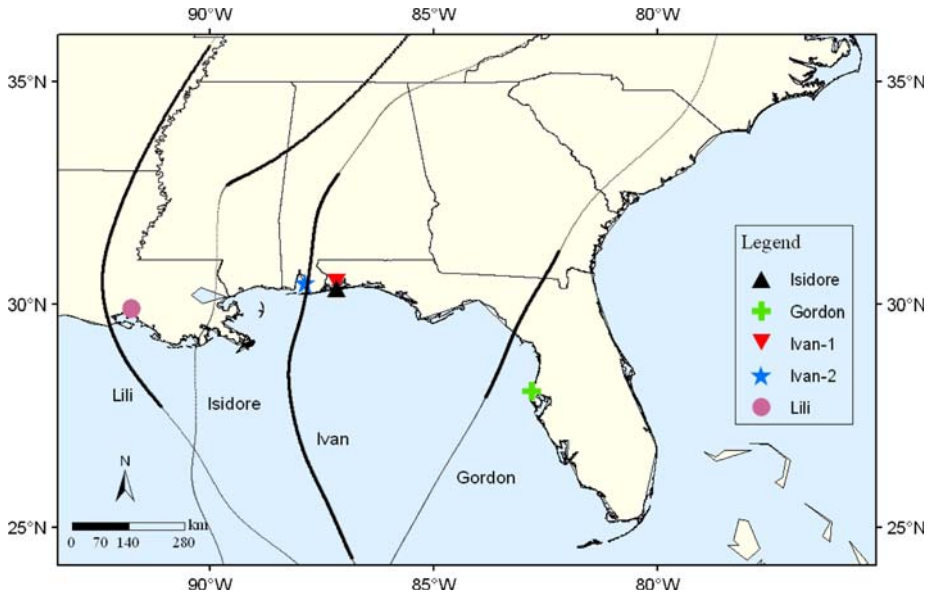 90°W 85°W 80°W
35°N 35°N
30°N 30°N
25°N 25°N
Legend
Isidore
Gordon
Ivan-1
Ivan-2
Lili
Lili
Isidore
Ivan
Gordon
N
km
0 70 140 280
90°W 85°W 80°W